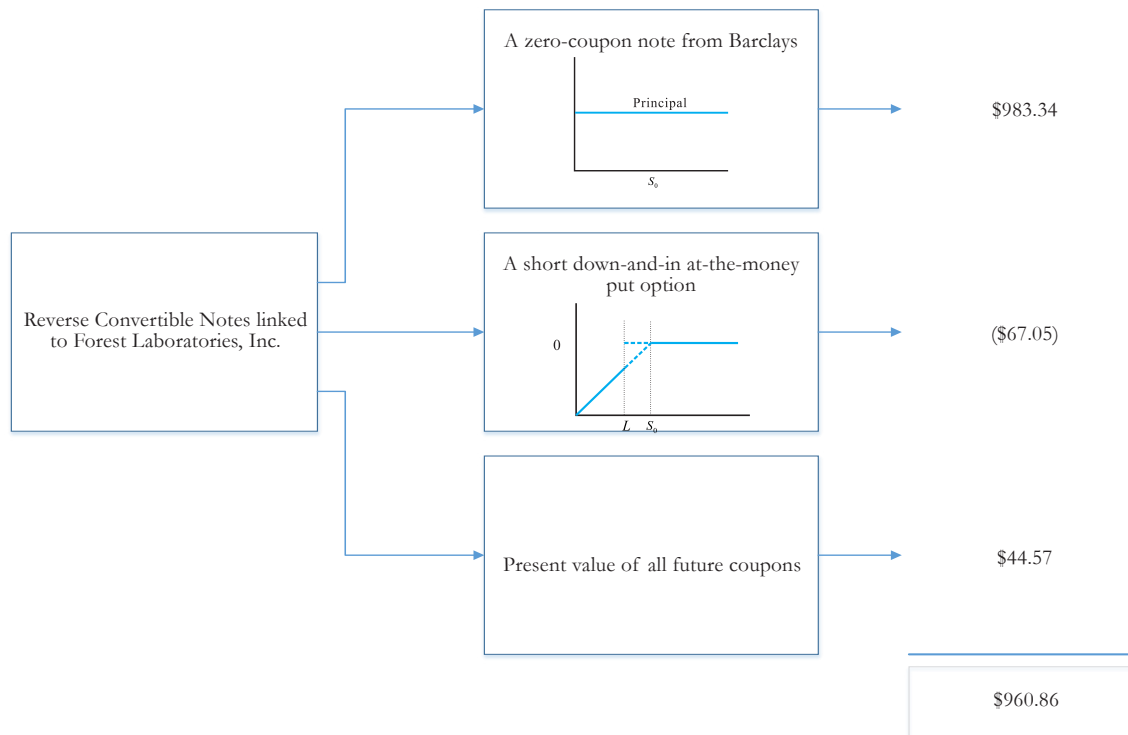 A zero-coupon note from Barclays
Principal
S₀
$983.34
Reverse Convertible Notes linked
to Forest Laboratories, Inc.
A short down-and-in at-the-money
put option
0
L S₀
($67.05)
Present value of all future coupons
$44.57
$960.86